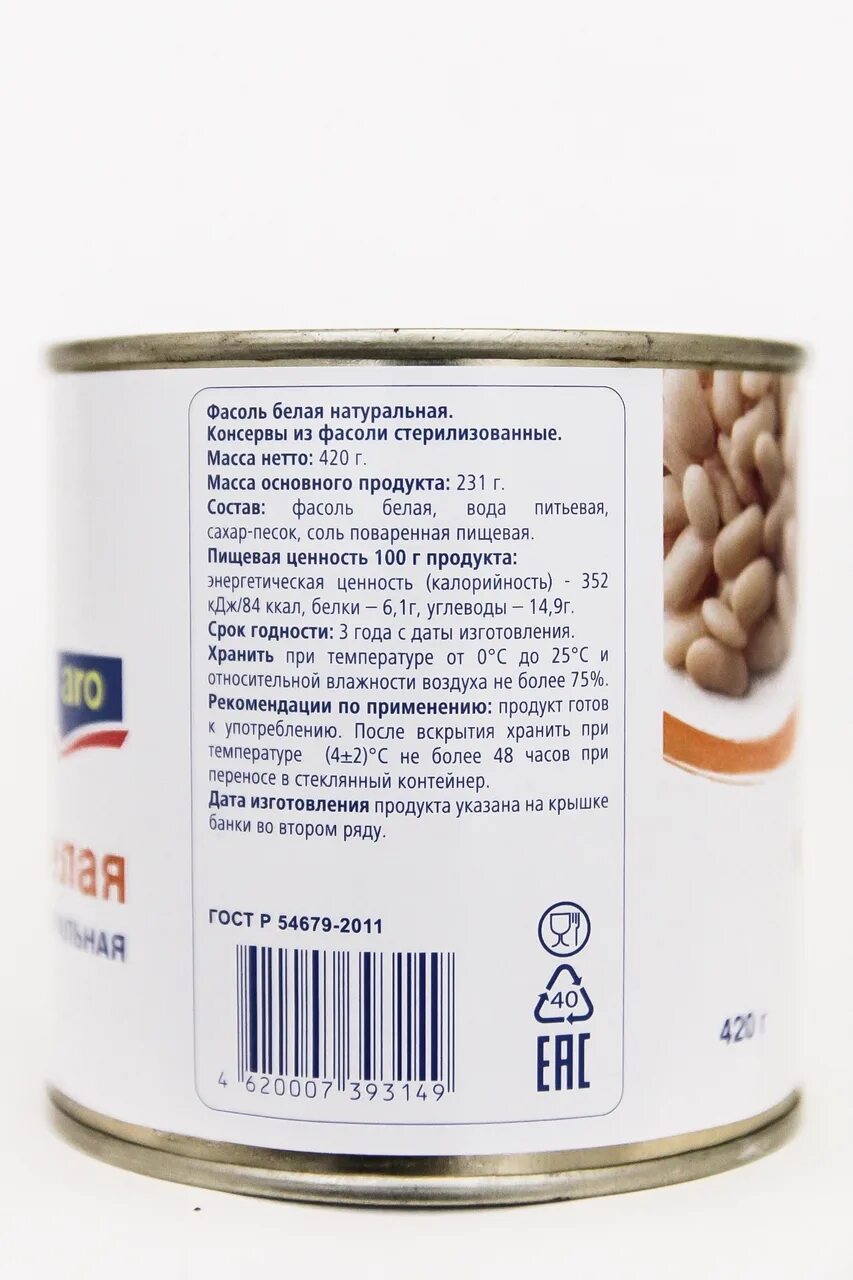 Фасоль белая натуральная.
Консервы из фасоли стерилизованные.
Масса нетто: 420 г.
Масса основного продукта: 231 г.
Состав: фасоль белая, вода питьевая,
сахар-песок, соль поваренная пищевая.
Пищевая ценность 100 г продукта:
энергетическая ценность (калорийность) - 352
кДж/84 ккал, белки – 6,1г, углеводы – 14,9г.
Срок годности: 3 года с даты изготовления.
Хранить при температуре от 0°С до 25°С и
относительной влажности воздуха не более 75%.
Рекомендации по применению: продукт готов
к употреблению. После вскрытия хранить при
температуре (4±2)°С не более 48 часов при
переносе в стеклянный контейнер.
Дата изготовления продукта указана на крышке
банки во втором ряду.
aro
ГОСТ Р 54679-2011
4 620007 393149
40
EAC
420 г